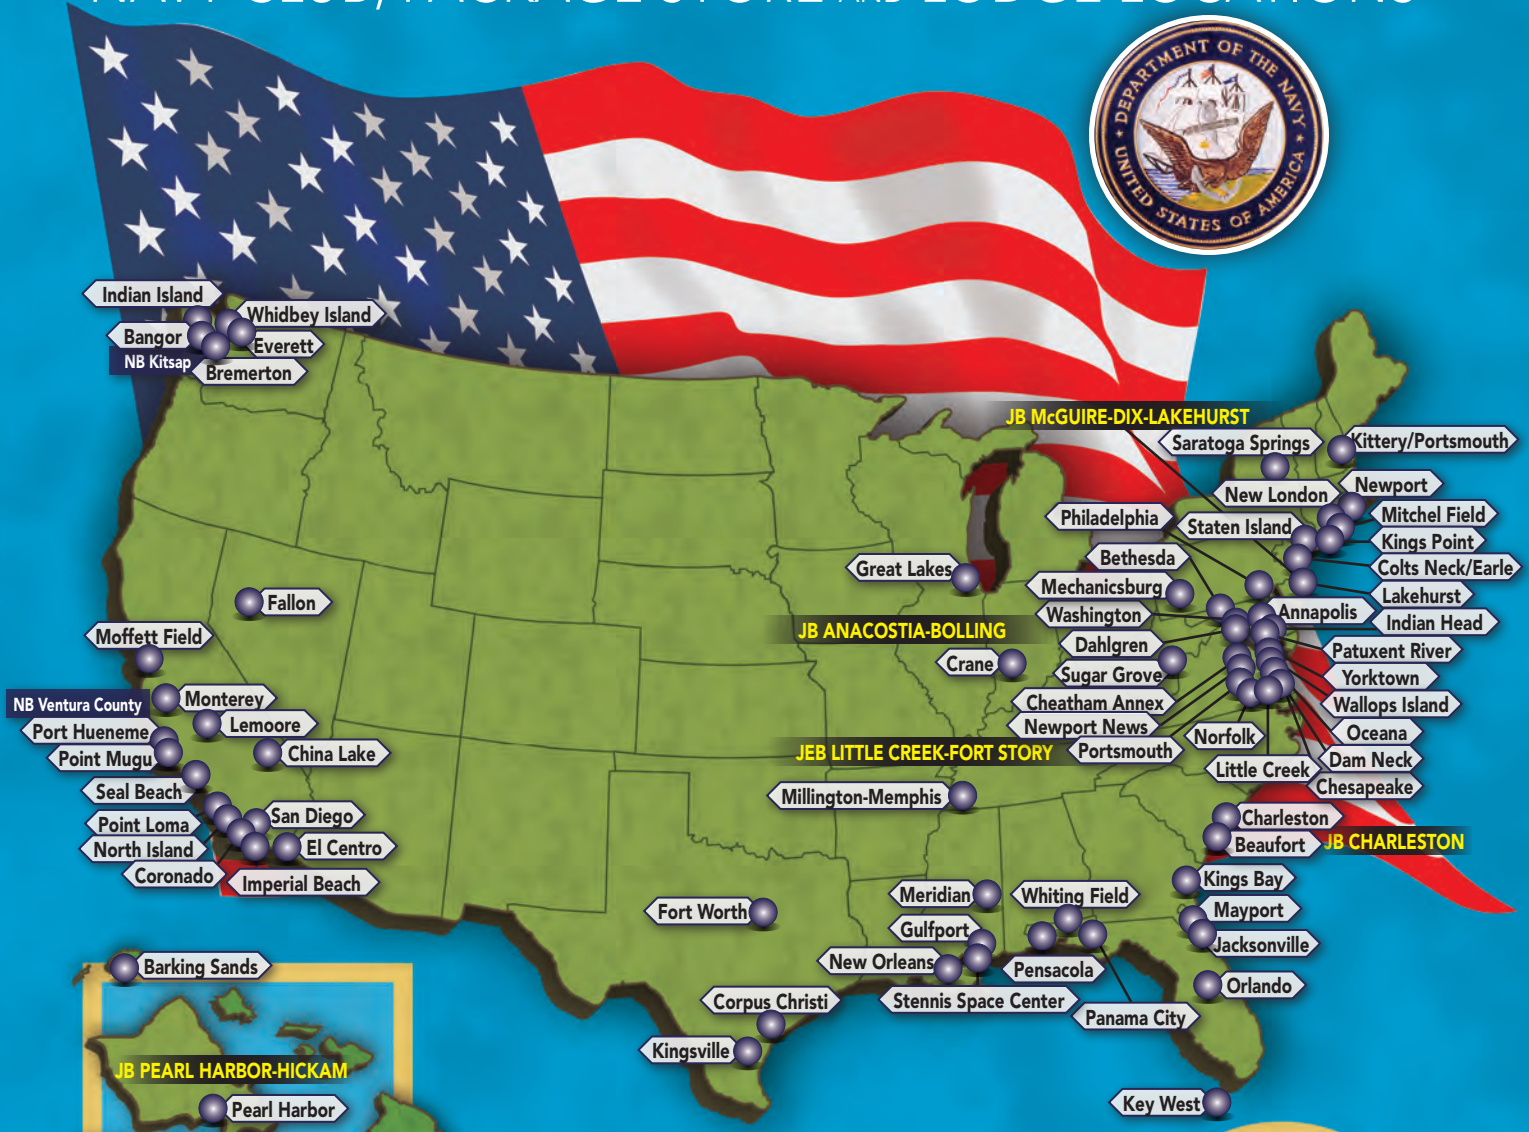 NAVY CLUB/PACKAGE STORE AND LODGE LOCATIONS
DEPARTMENT OF THE NAVY
UNITED STATES OF AMERICA
Indian Island
Whidbey Island
Bangor
Everett
NB Kitsap
Bremerton
JB McGUIRE-DIX-LAKEHURST
Saratoga Springs
Kittery/Portsmouth
New London
Newport
Philadelphia
Staten Island
Mitchel Field
Kings Point
Bethesda
Colts Neck/Earle
Great Lakes
Mechanicsburg
Lakehurst
Fallon
Washington
Annapolis
Indian Head
Moffett Field
JB ANACOSTIA-BOLLING
Dahlgren
Patuxent River
Crane
Sugar Grove
Yorktown
NB Ventura County
Monterey
Cheatham Annex
Wallops Island
Lemoore
Newport News
Port Hueneme
Norfolk
Oceana
Point Mugu
China Lake
JEB LITTLE CREEK-FORT STORY
Portsmouth
Dam Neck
Little Creek
Seal Beach
Chesapeake
Millington-Memphis
San Diego
Charleston
Point Loma
North Island
El Centro
Beaufort
JB CHARLESTON
Coronado
Imperial Beach
Kings Bay
Meridian
Whiting Field
Fort Worth
Mayport
Gulfport
Jacksonville
New Orleans
Pensacola
Barking Sands
Orlando
Corpus Christi
Stennis Space Center
Panama City
Kingsville
JB PEARL HARBOR-HICKAM
Pearl Harbor
Key West